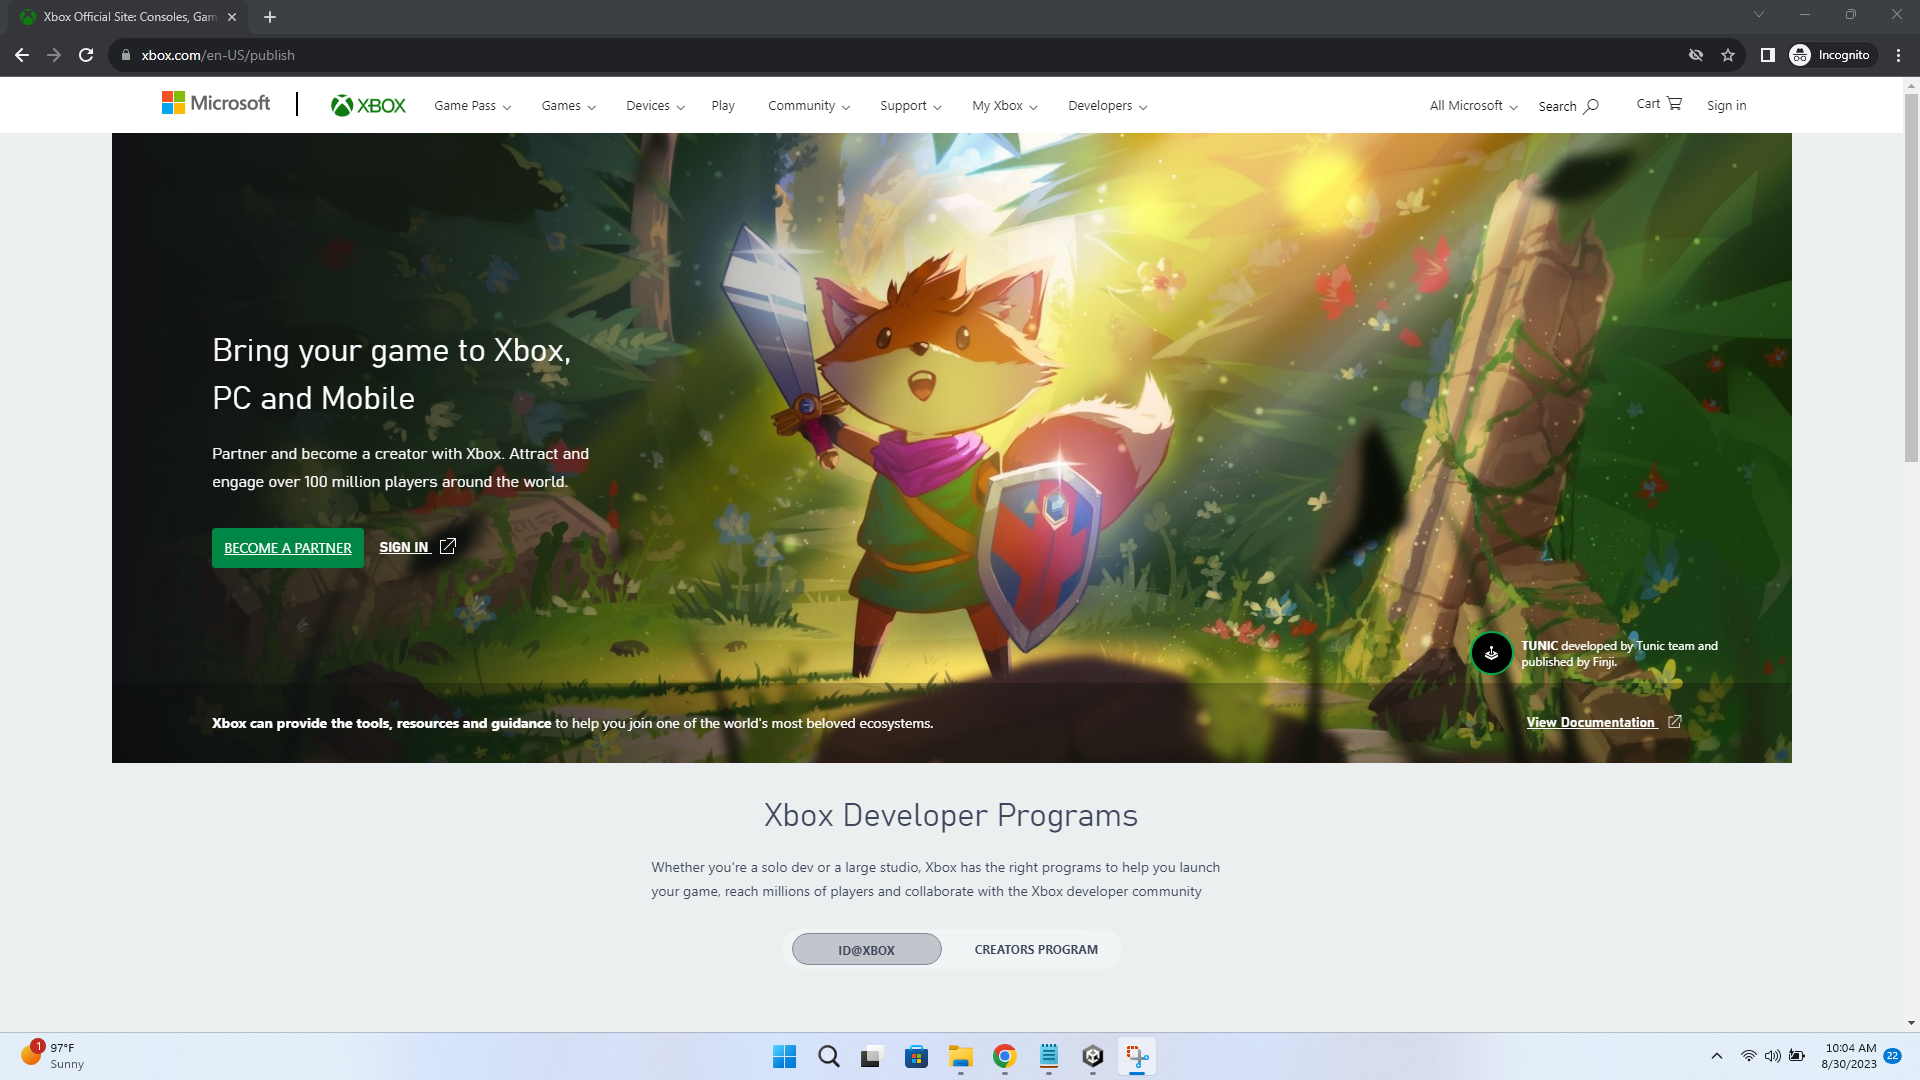 Xbox Official Site: Consoles, Gam
xbox.com/en-US/publish
Incognito
Microsoft
XBOX
Game Pass
Games
Devices
Play
Community
Support
My Xbox
Developers
All Microsoft
Search
Cart
Sign in
Bring your game to Xbox,
PC and Mobile
Partner and become a creator with Xbox. Attract and
engage over 100 million players around the world.
BECOME A PARTNER
SIGN IN
TUNIC developed by Tunic team and
published by Finji.
Xbox can provide the tools, resources and guidance to help you join one of the world's most beloved ecosystems.
View Documentation
Xbox Developer Programs
Whether you're a solo dev or a large studio, Xbox has the right programs to help you launch
your game, reach millions of players and collaborate with the Xbox developer community
ID@XBOX
CREATORS PROGRAM
1
97°F
Sunny
10:04 AM
8/30/2023
22